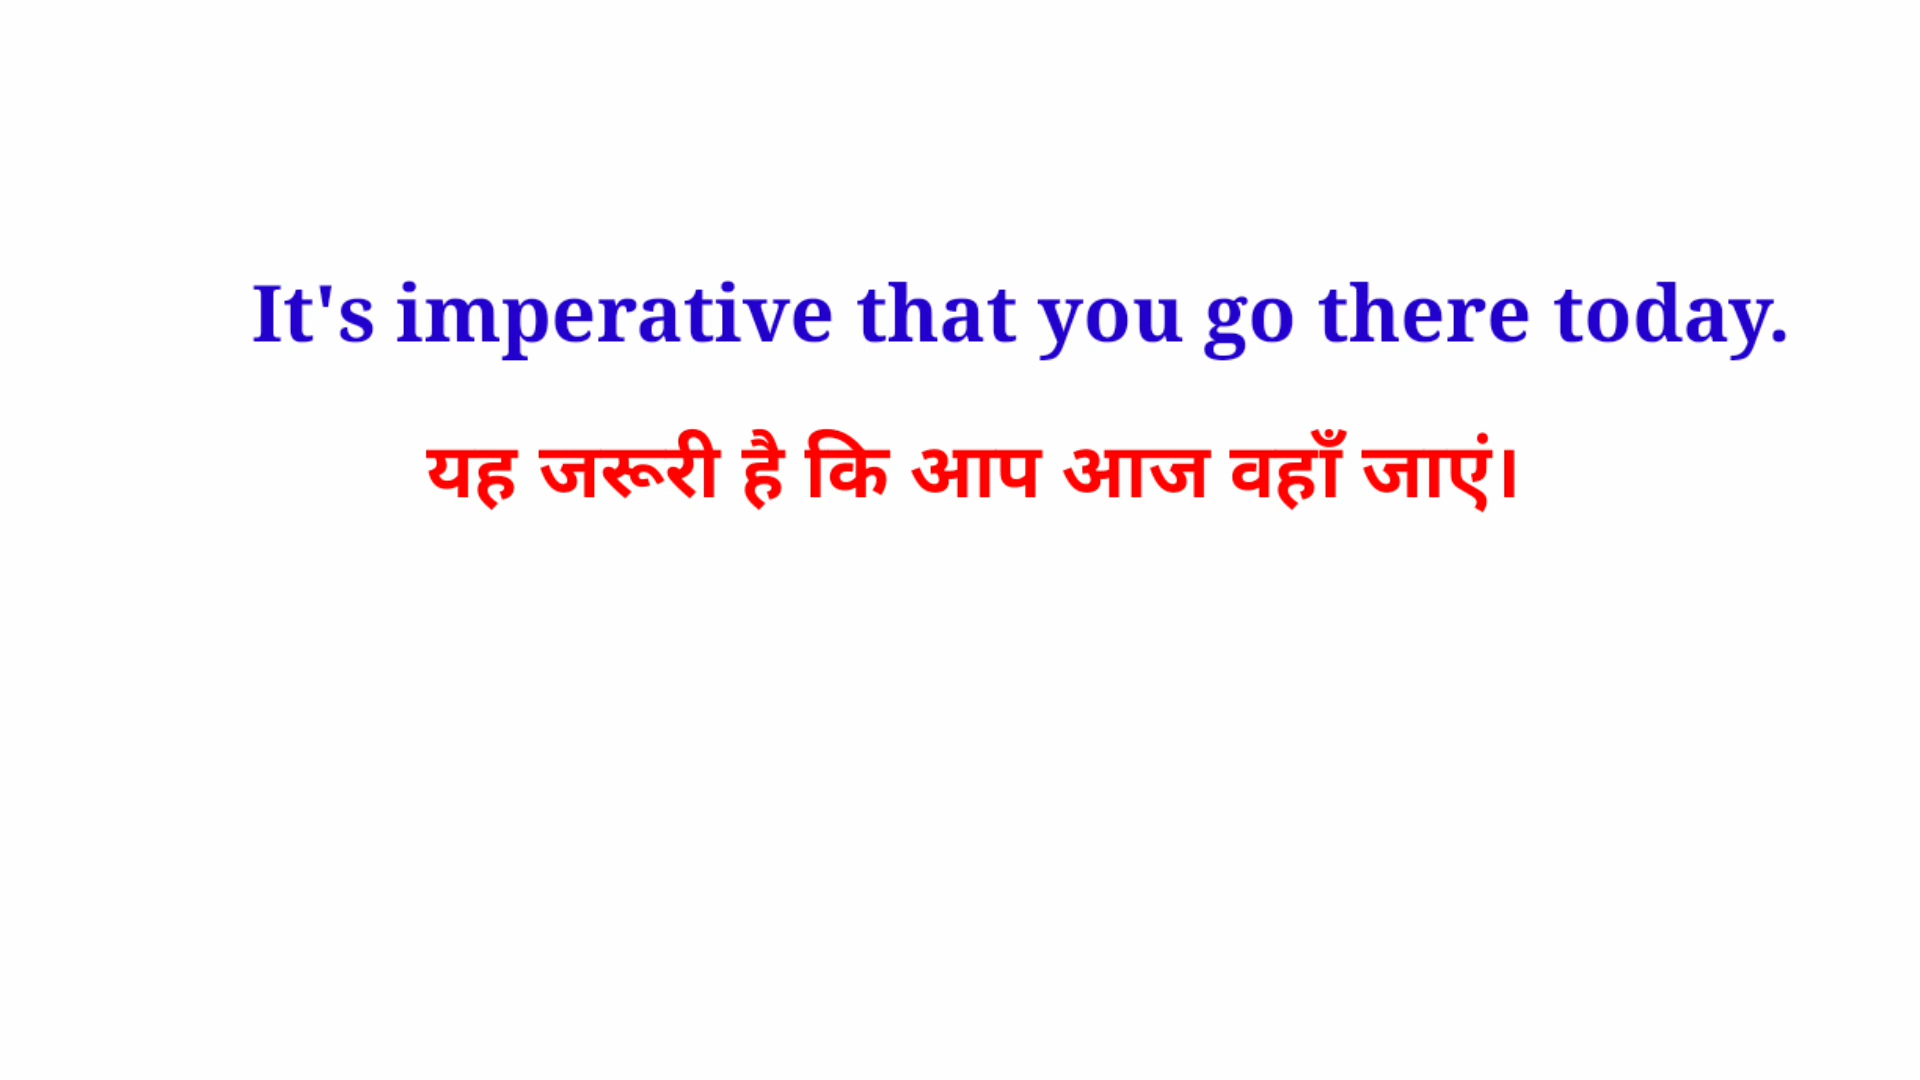 It's imperative that you go there today.
यह जरूरी है कि आप आज वहाँ जाएं।